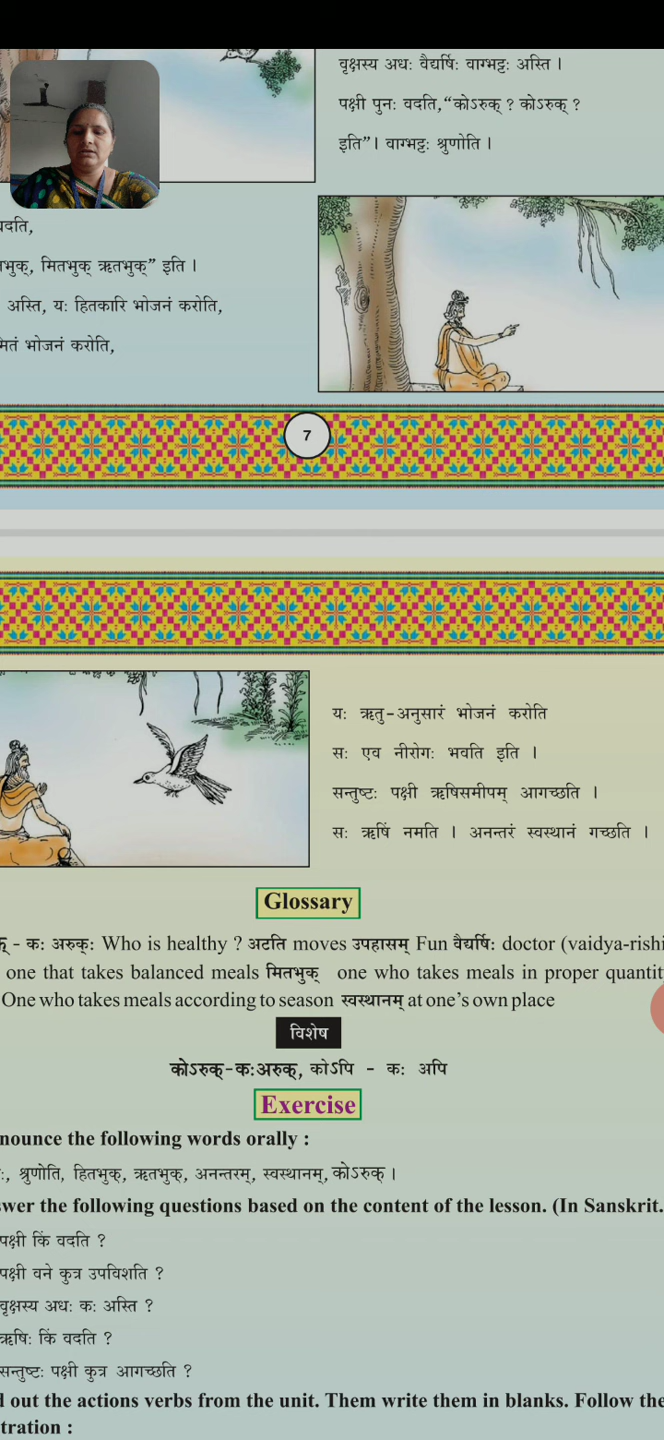 वृक्षस्य अधः वैद्यर्षिः वाग्भट्टः अस्ति ।
पक्षी पुनः वदति,“कोऽरुक् ? कोऽरुक् ?
इति”। वाग्भट्टः श्रुणोति ।
मितभुक् ऋतभुक्” इति ।
अस्ति, यः हितकारि भोजनं करोति,
भोजनं करोति,
7
यः ऋतु-अनुसारं भोजनं करोति
सः एव नीरोगः भवति इति ।
सन्तुष्टः पक्षी ऋषिसमीपम् आगच्छति ।
सः ऋषिं नमति । अनन्तरं स्वस्थानं गच्छति ।
Glossary
- कः अरुक्: Who is healthy ? अटति moves उपहासम् Fun वैद्यर्षिः doctor (vaidya-rishi
one that takes balanced meals मितभुक् one who takes meals in proper quantit
One who takes meals according to season स्वस्थानम् at one’s own place
विशेष
कोऽरुक्-कःअरुक्, कोऽपि - कः अपि
Exercise
nounce the following words orally :
श्रुणोति, हितभुक्, ऋतभुक्, अनन्तरम्, स्वस्थानम्, कोऽरुक् ।
swer the following questions based on the content of the lesson. (In Sanskrit.
पक्षी किं वदति ?
पक्षी वने कुत्र उपविशति ?
वृक्षस्य अधः कः अस्ति ?
ऋषिः किं वदति ?
सन्तुष्टः पक्षी कुत्र आगच्छति ?
out the actions verbs from the unit. Them write them in blanks. Follow the
tration :